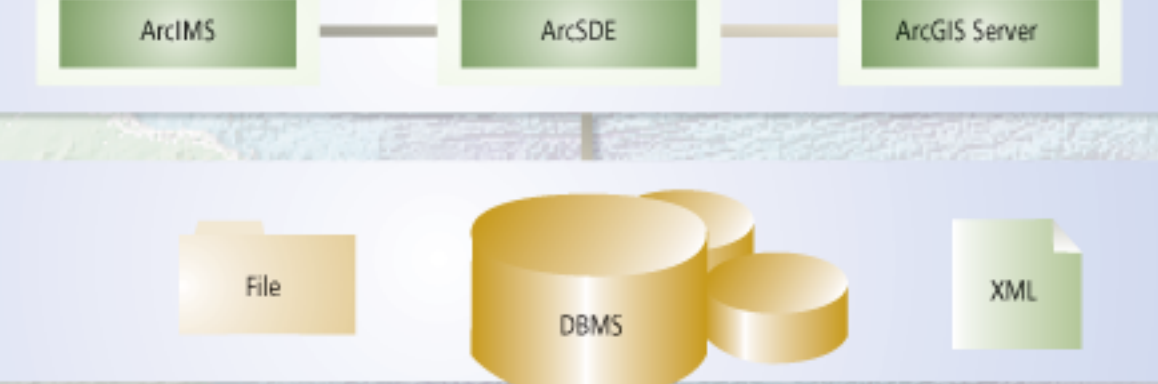 ArcIMS
ArcSDE
ArcGIS Server
File
DBMS
XML